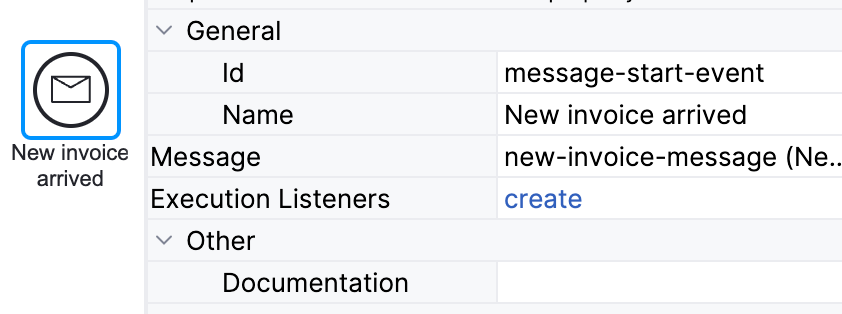 General
Id
message-start-event
Name
New invoice arrived
Message
new-invoice-message (Ne..
Execution Listeners
create
Other
Documentation
New invoice
arrived